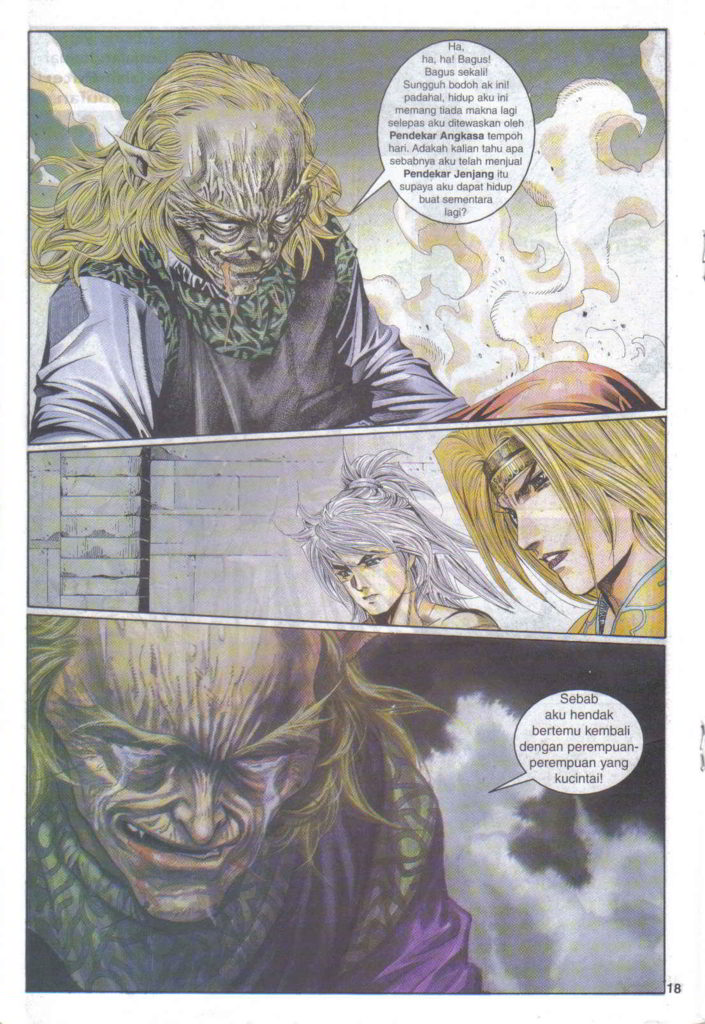 Ha,
ha, ha! Bagus!
Bagus sekali!
Sungguh bodoh ak ini!
padahal, hidup aku ini
memang tiada makna lagi
selepas aku ditewaskan oleh
Pendekar Angkasa tempoh
hari. Adakah kalian tahu apa
sebabnya aku telah menjual
Pendekar Jenjang itu
supaya aku dapat hidup
buat sementara
lagi?
Sebab
aku hendak
bertemu kembali
dengan perempuan-
perempuan yang
kucintai!
18